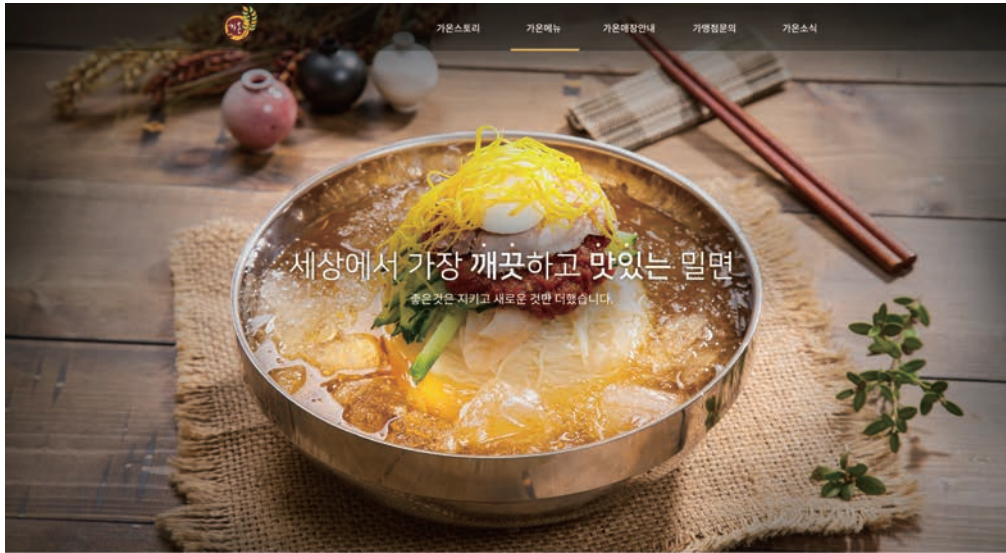 가온
가온스토리
가온메뉴
가온매장안내
가맹점문의
가온소식
세상에서 가장 깨끗하고 맛있는 밀면
좋은것은 지키고 새로운 것만 더했습니다.